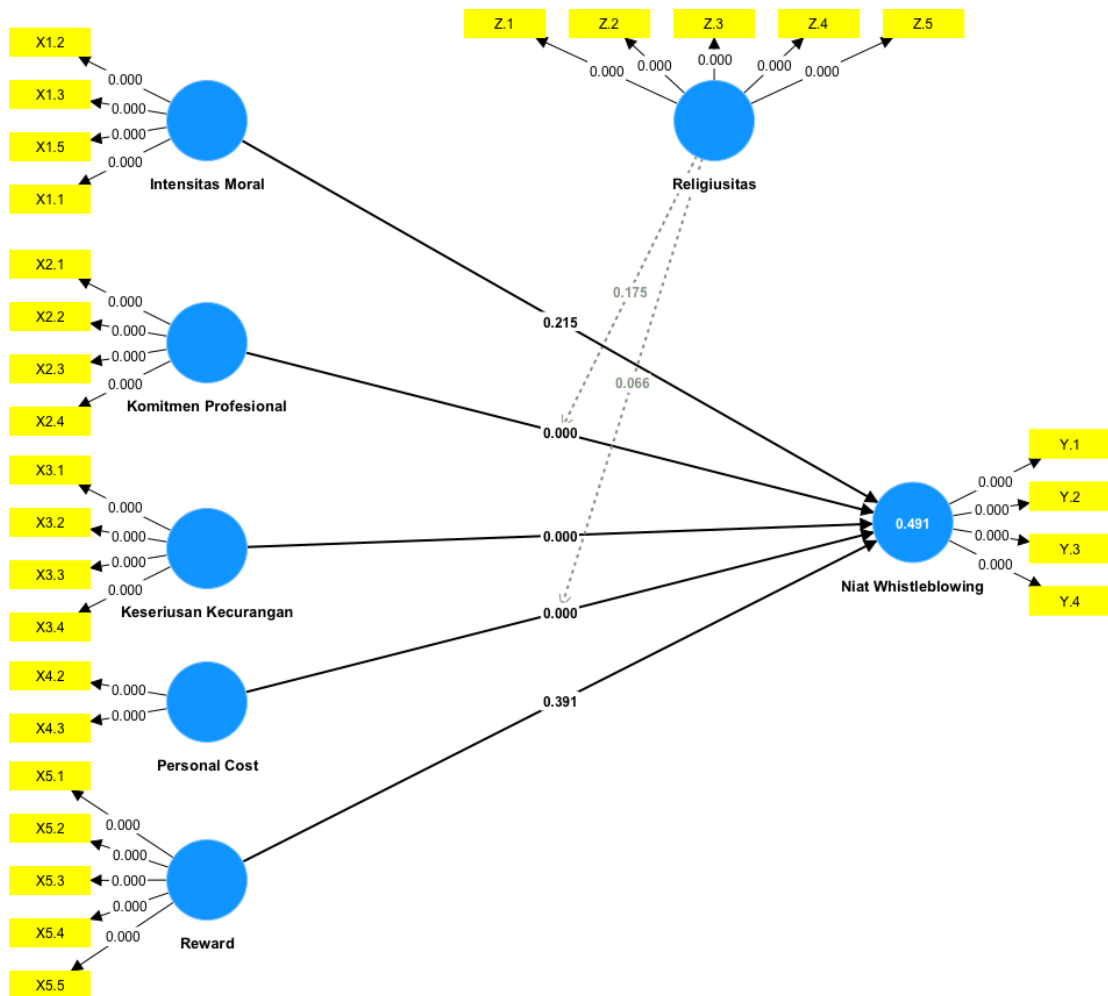 Z.1
Z.2
Z.3
Z.4
Z.5
0.000
0.000
0.000
0.000
0.000
Religiusitas
X1.2
X1.3
X1.5
X1.1
0.000
0.000
0.000
0.000
Intensitas Moral
X2.1
X2.2
X2.3
X2.4
0.000
0.000
0.000
0.000
Komitmen Profesional
X3.1
X3.2
X3.3
X3.4
0.000
0.000
0.000
0.000
Keseriusan Kecurangan
X4.2
X4.3
0.000
0.000
Personal Cost
X5.1
X5.2
X5.3
X5.4
X5.5
0.000
0.000
0.000
0.000
0.000
Reward
0.175
0.215
0.066
0.000
0.000
0.000
0.391
0.491
Niat Whistleblowing
0.000
0.000
0.000
0.000
Y.1
Y.2
Y.3
Y.4